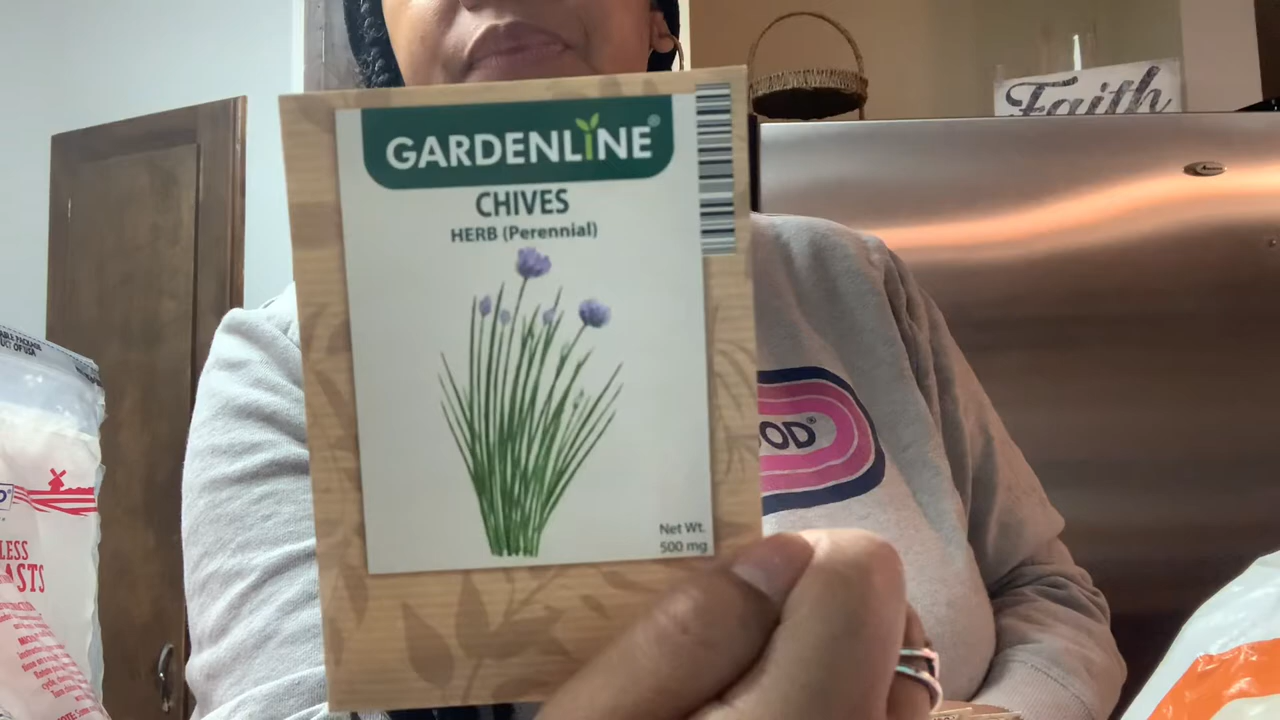 Faith
GARDENLINE®
CHIVES
HERB (Perennial)
Net Wt.
500 mg
OD®
LESS
ASTS